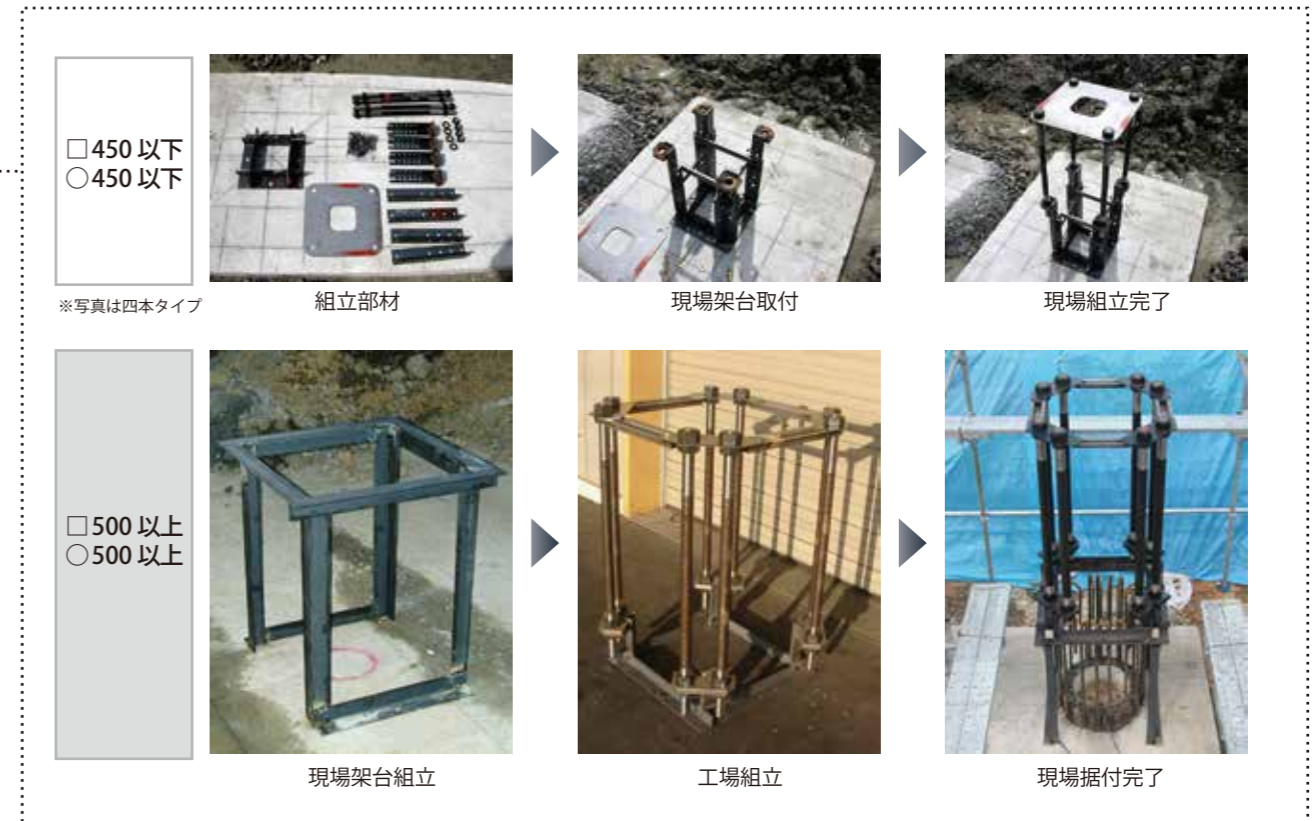 □450 以下
○450 以下
※写真は四本タイプ
組立部材
現場架台取付
現場組立完了
□500 以上
○500 以上
現場架台組立
工場組立
現場据付完了